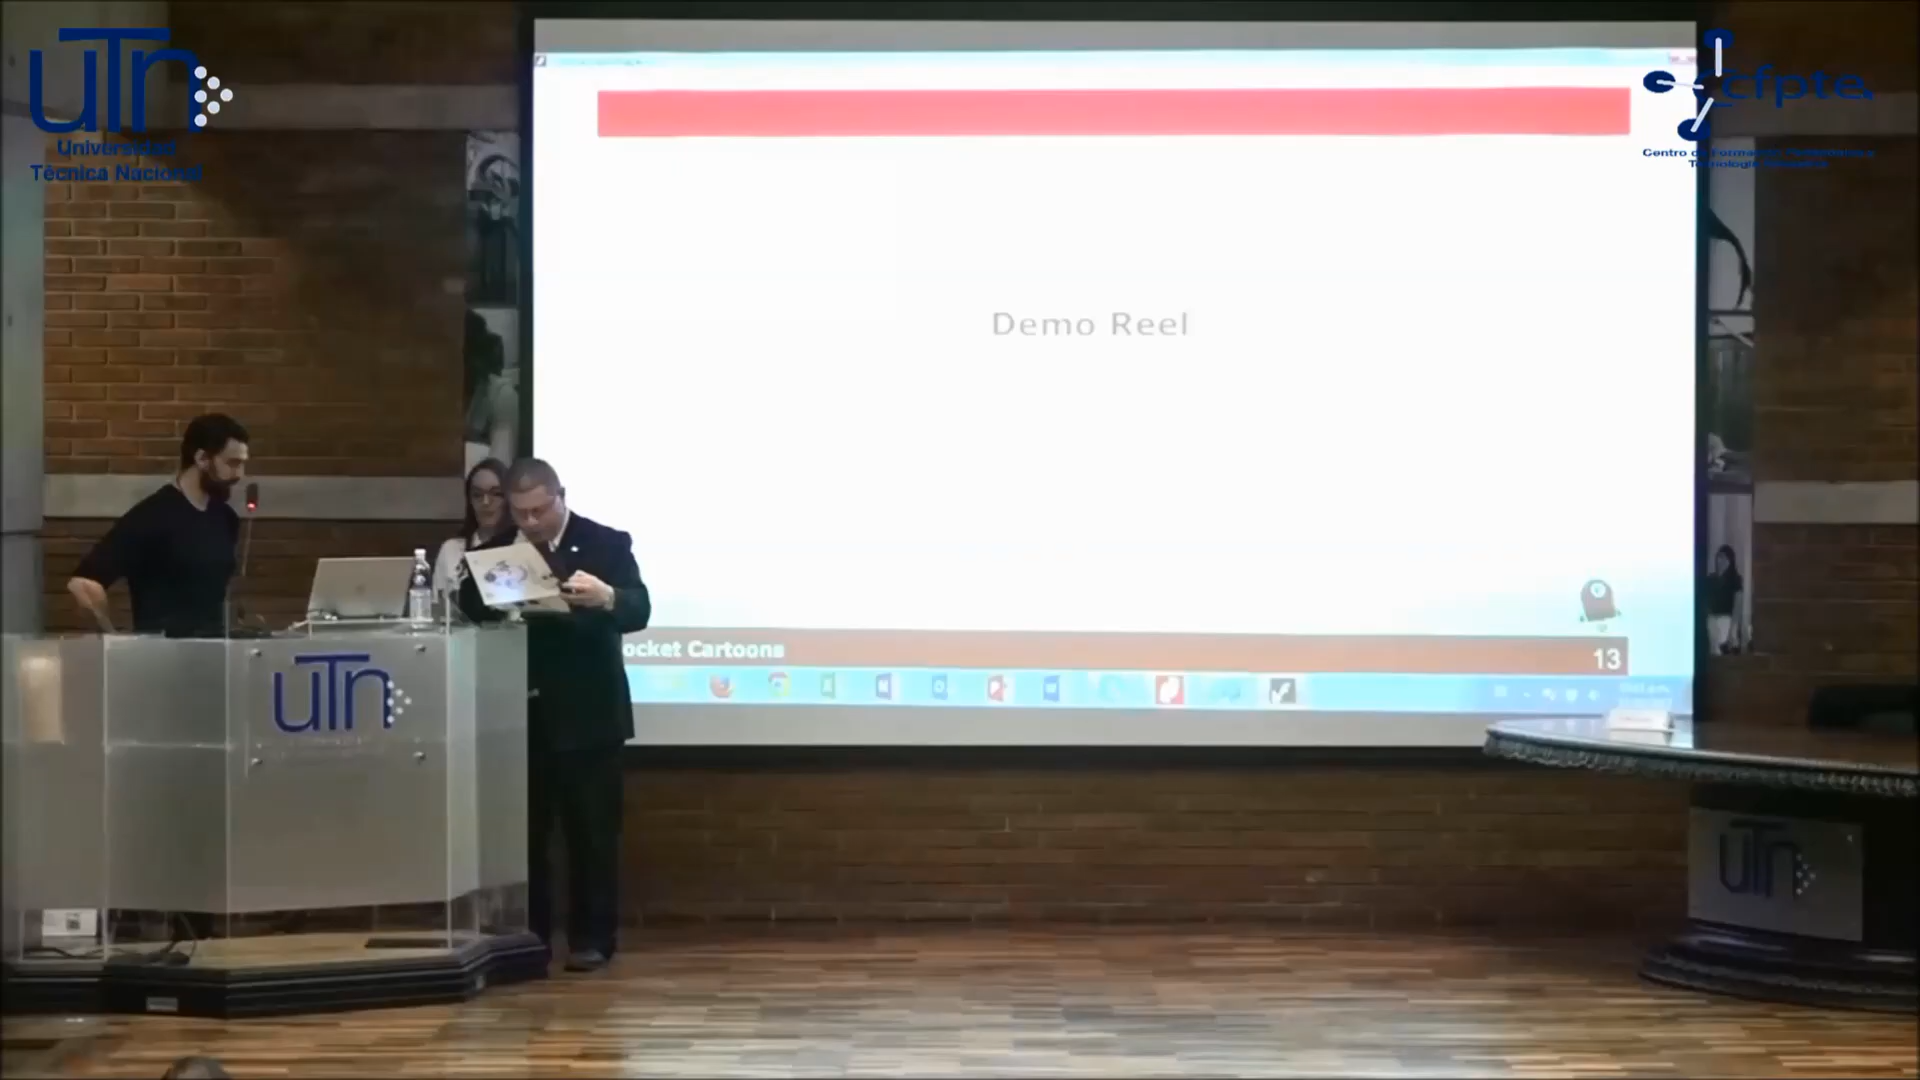 uTn
Universidad
Técnica Nacional
cfpte
Demo Reel
ocket Cartoons
13
uTn
uTn